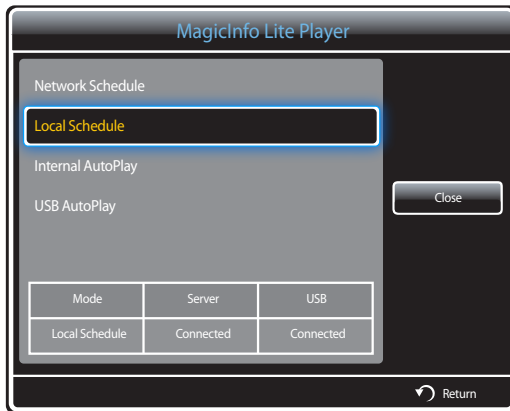 MagicInfo Lite Player
Network Schedule
Local Schedule
Internal AutoPlay
USB AutoPlay
Close
Mode Server USB
Local Schedule Connected Connected
Return